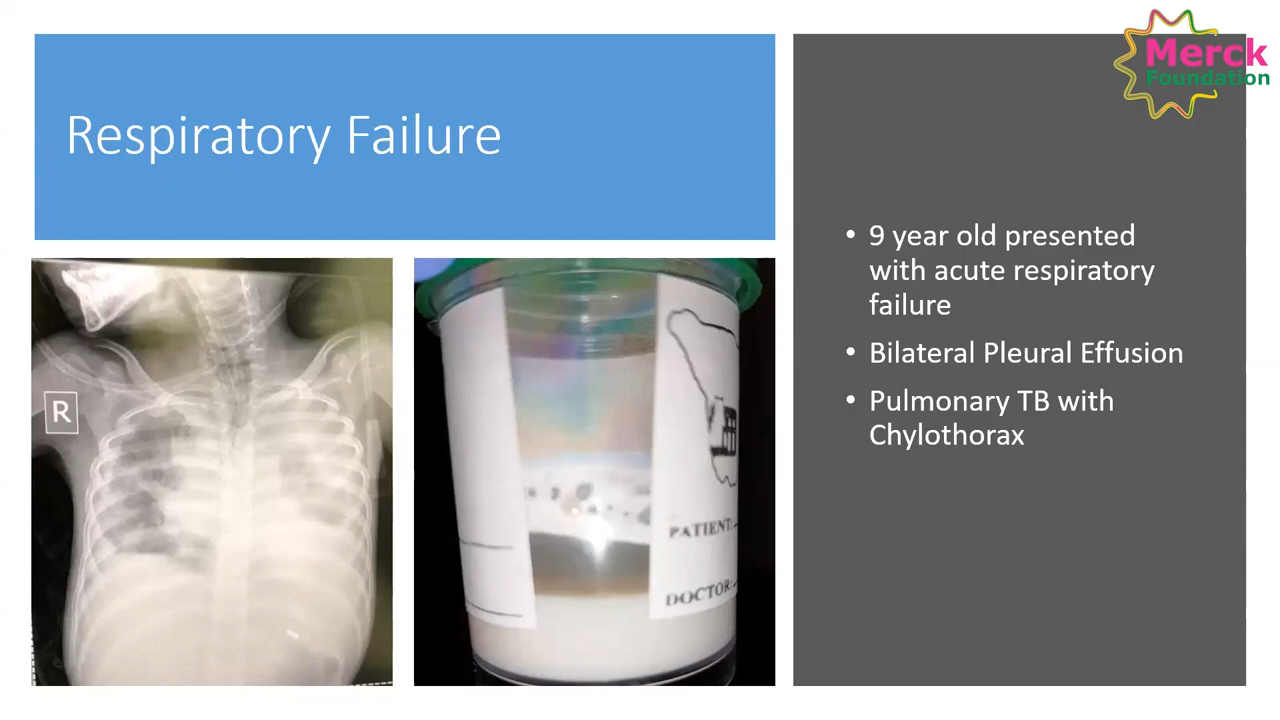 Merck
Foundation
Respiratory Failure
R
PATIENT:
DOCTOR:
• 9 year old presented
with acute respiratory
failure
• Bilateral Pleural Effusion
• Pulmonary TB with
Chylothorax